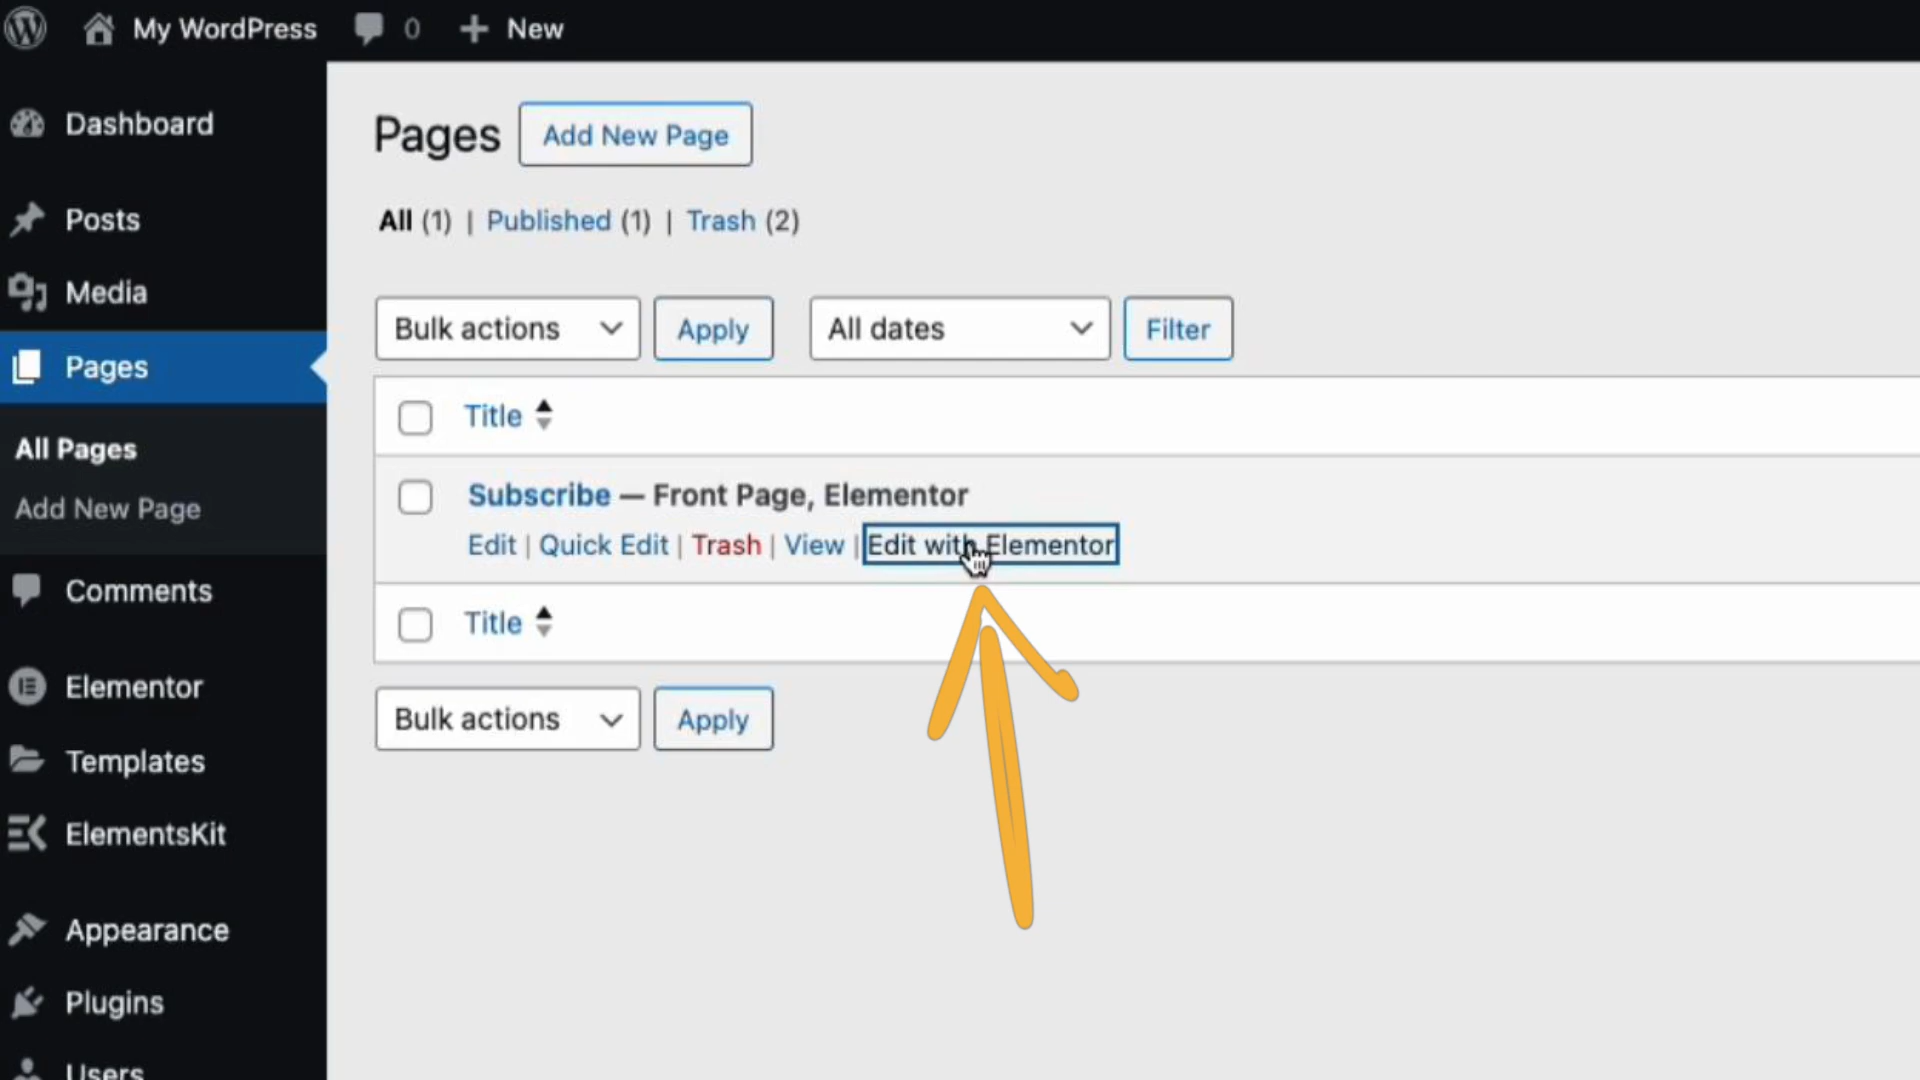 My WordPress 0 New
Dashboard
Posts
Media
Pages
All Pages
Add New Page
Comments
Elementor
Templates
ElementsKit
Appearance
Plugins
Users
Pages Add New Page
All (1) | Published (1) | Trash (2)
Bulk actions Apply All dates Filter
Title
Subscribe — Front Page, Elementor
Edit | Quick Edit | Trash | View | Edit with Elementor
Title
Bulk actions Apply